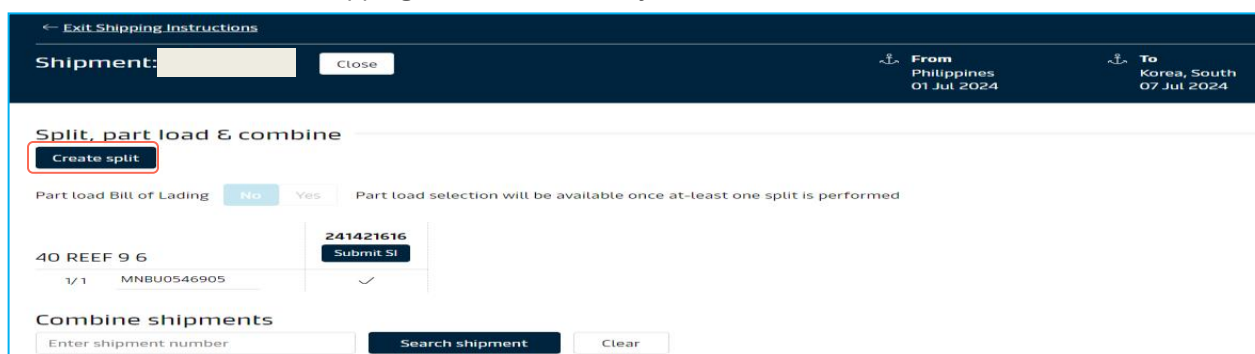 ← Exit Shipping Instructions
Shipment:
Close
From
Philippines
01 Jul 2024
To
Korea, South
07 Jul 2024
Split, part load & combine
Create split
Part load Bill of Lading No Yes Part load selection will be available once at-least one split is performed
241421616
40 REEF 9 6 Submit SI
1/1 MNBU0546905 ✓
Combine shipments
Enter shipment number Search shipment Clear